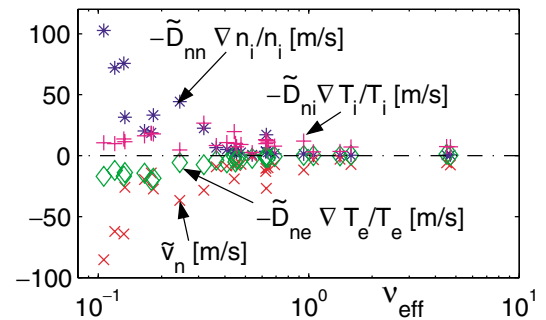 100
−D̃nn ∇ ni/ni [m/s]
50
−D̃ni ∇ Ti/Ti [m/s]
0
−50
−D̃ne ∇ Te/Te [m/s]
ṽn [m/s]
−100
10⁻¹ 10⁰ νeff 10¹